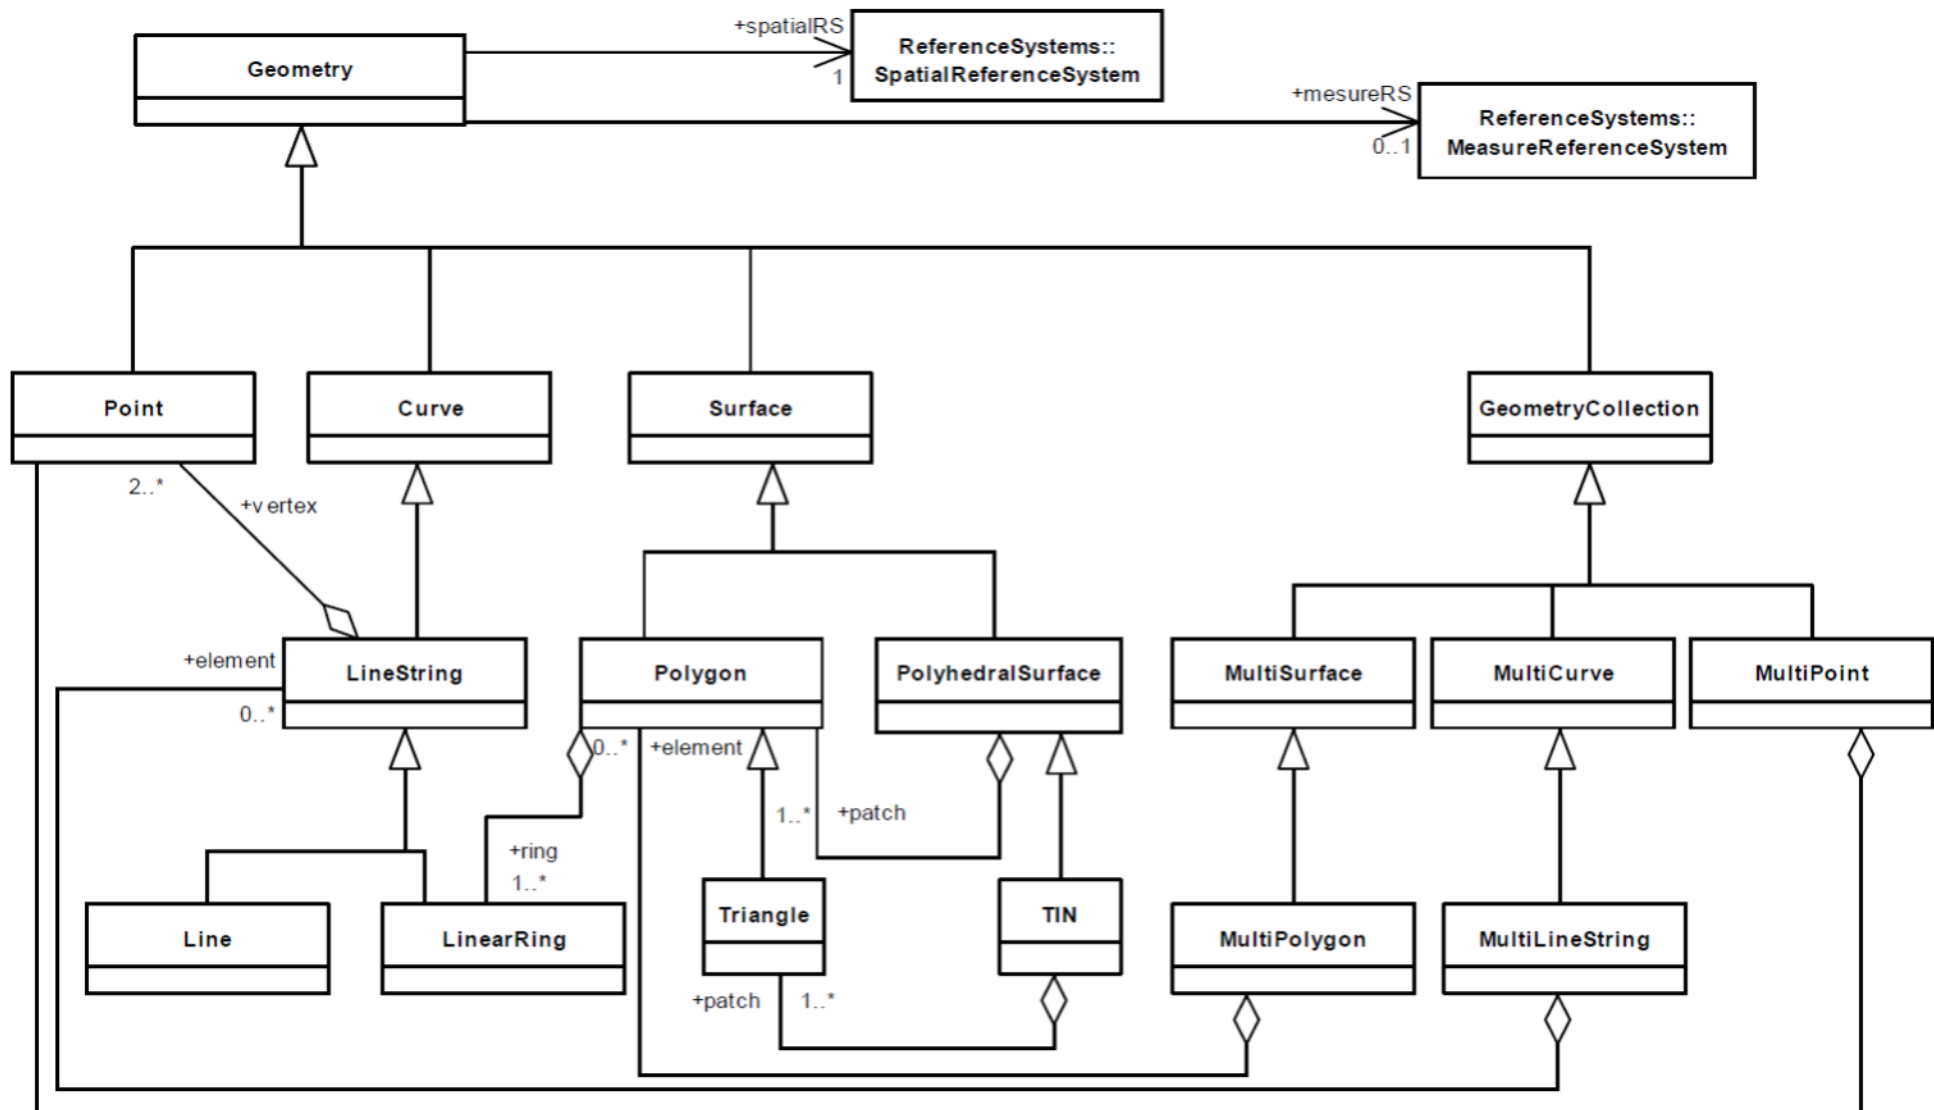 Geometry
+spatialRS
1
ReferenceSystems::
SpatialReferenceSystem
+mesureRS
0..1
ReferenceSystems::
MeasureReferenceSystem
Point
Curve
Surface
GeometryCollection
2..*
+vertex
+element
0..*
LineString
Polygon
PolyhedralSurface
MultiSurface
MultiCurve
MultiPoint
0..*
+element
1..*
+patch
+ring
1..*
Line
LinearRing
Triangle
TIN
MultiPolygon
MultiLineString
+patch
1..*